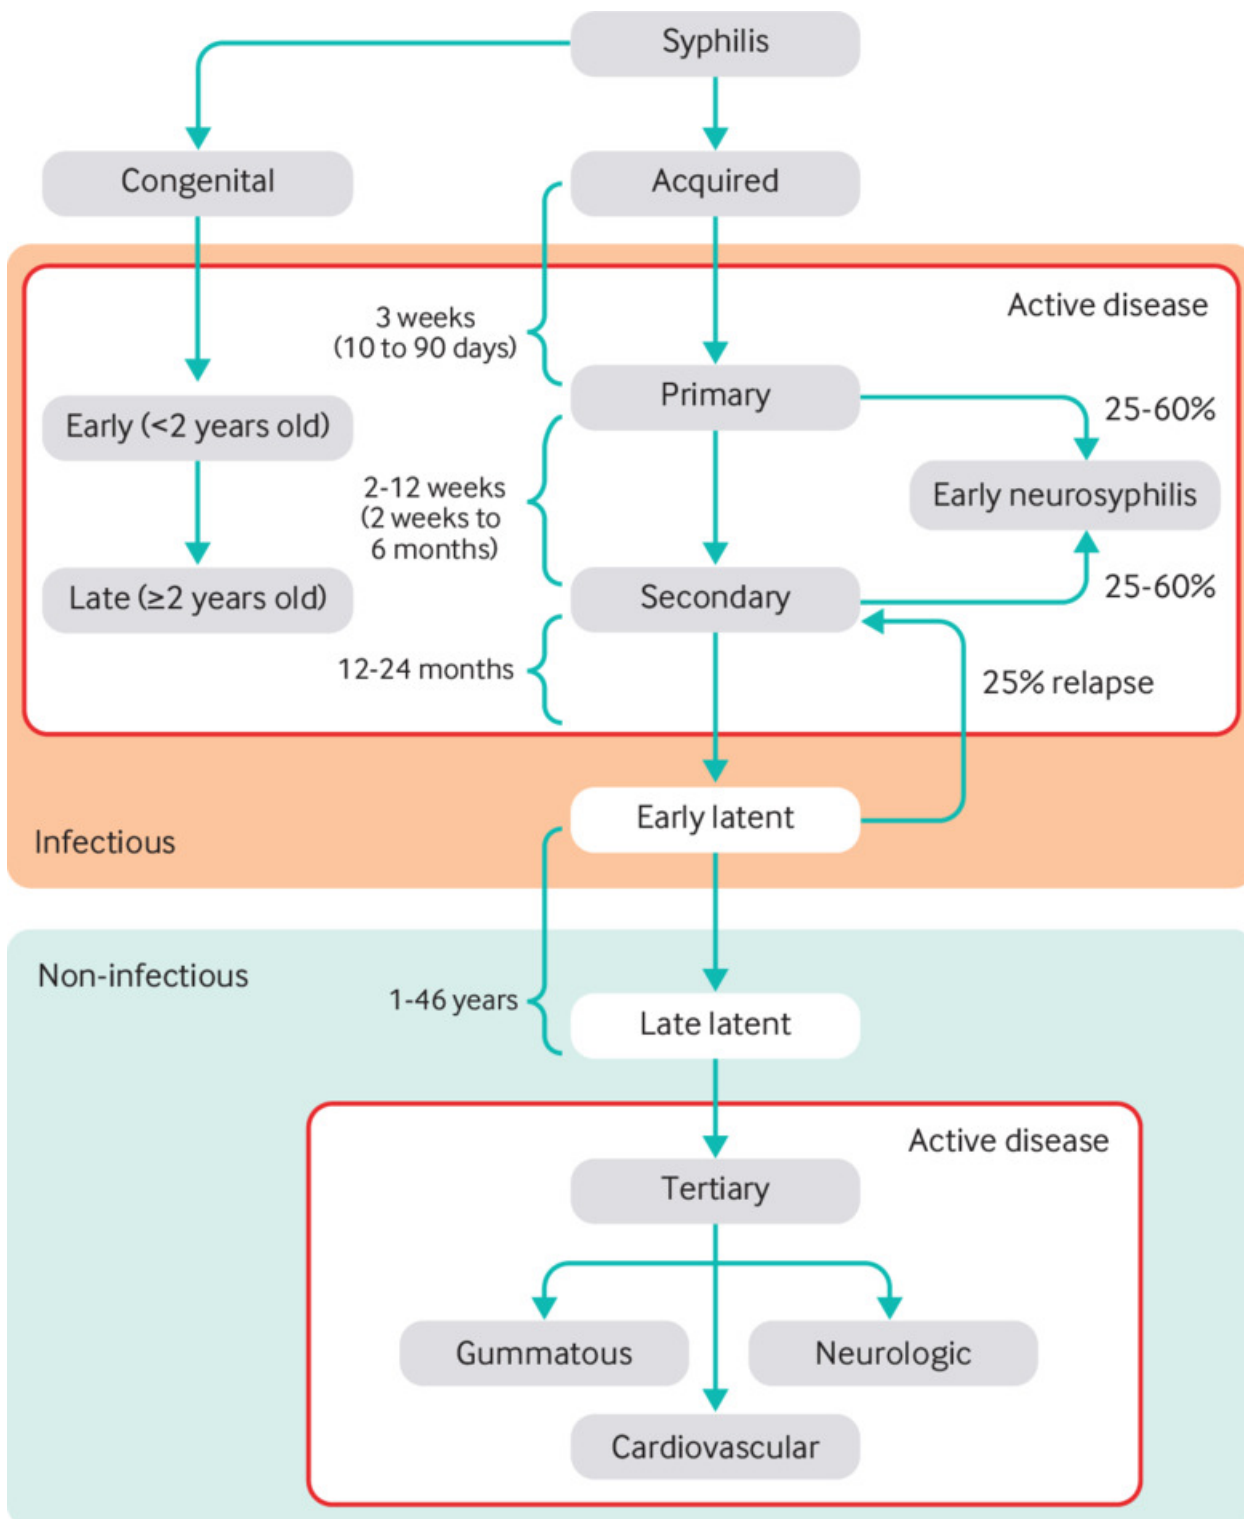 Syphilis
Congenital
Acquired
Active disease
3 weeks
(10 to 90 days)
Primary
25-60%
Early (<2 years old)
2-12 weeks
(2 weeks to
6 months)
Early neurosyphilis
Late (≥2 years old)
Secondary
25-60%
12-24 months
25% relapse
Early latent
Infectious
Non-infectious
1-46 years
Late latent
Active disease
Tertiary
Gummatous
Neurologic
Cardiovascular